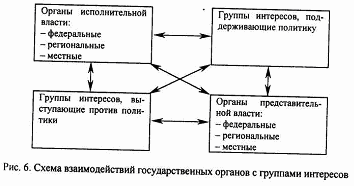 Органы исполнительной
власти:
– федеральные
– региональные
– местные
Группы интересов, под-
держивающие политику
Группы интересов, вы-
ступающие против поли-
тики
Органы представитель-
ной власти:
– федеральные
– региональные
– местные
Рис. 6. Схема взаимодействий государственных органов с группами интересов